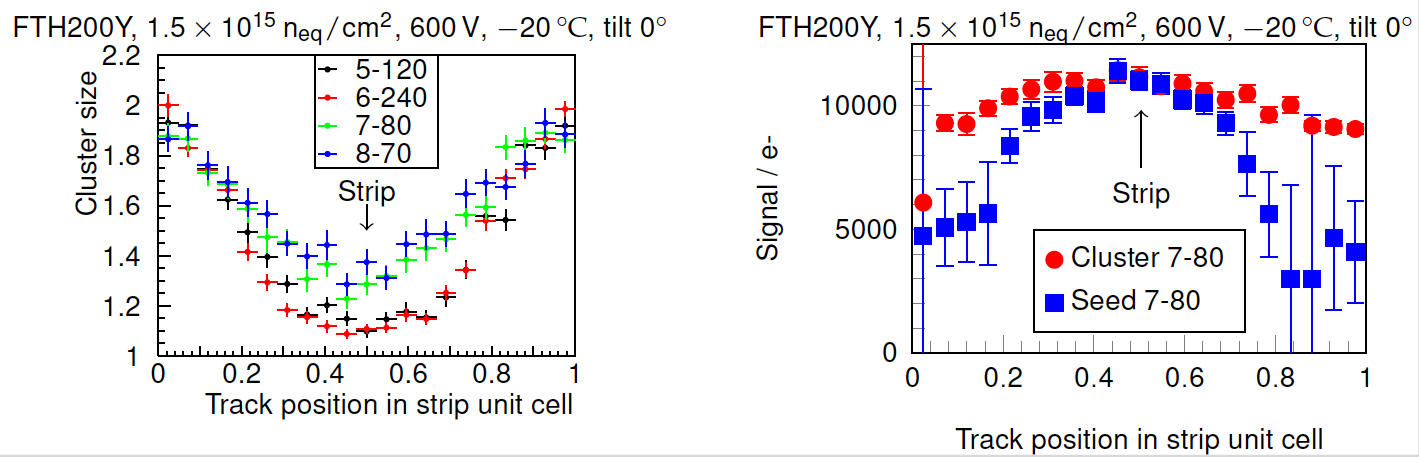 FTH200Y, 1.5 × 10¹⁵ n_eq/cm², 600 V, −20 °C, tilt 0°
Cluster size
2.2
2
1.8
1.6
1.4
1.2
1
5-120
6-240
7-80
8-70
Strip
0 0.2 0.4 0.6 0.8 1
Track position in strip unit cell
FTH200Y, 1.5 × 10¹⁵ n_eq/cm², 600 V, −20 °C, tilt 0°
Signal / e-
10000
5000
0
Strip
Cluster 7-80
Seed 7-80
0 0.2 0.4 0.6 0.8 1
Track position in strip unit cell